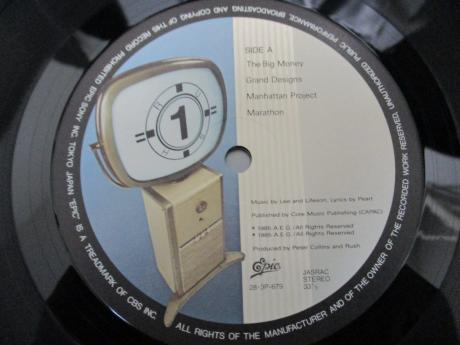 SIDE A
The Big Money
Grand Designs
Manhattan Project
Marathon
Music by Lee and Lifeson, Lyrics by Peart
Published by Core Music Publishing (CAPAC)
1985 A.E.G. (All Rights Reserved)
1985 A.E.G. (All Rights Reserved)
Produced by Peter Collins and Rush
Epic
JASRAC
28·3P-675
STEREO
33⅓
1
R U S H
ALL RIGHTS OF THE MANUFACTURER AND OF THE OWNER OF THE RECORDED WORK RESERVED. UNAUTHORIZED PUBLIC PERFORMANCE, BROADCASTING AND COPYING OF THIS RECORD PROHIBITED. EPIC/SONY INC. TOKYO JAPAN "EPIC" IS A TRADEMARK OF CBS INC.